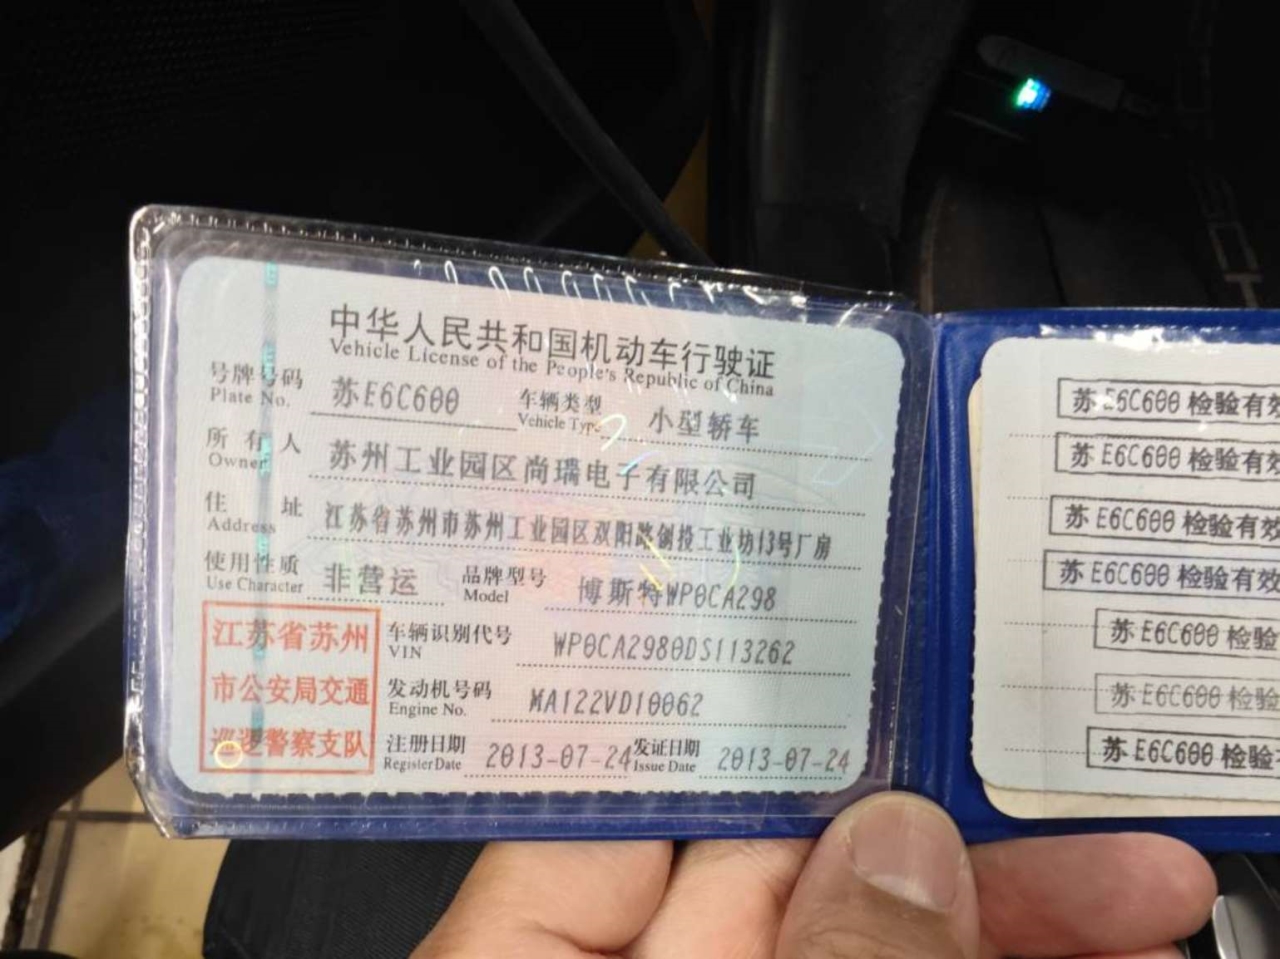 中华人民共和国机动车行驶证
Vehicle License of the People's Republic of China
号牌号码 苏E6C600 车辆类型 小型轿车
Plate No. Vehicle Type
所有人 苏州工业园区尚瑞电子有限公司
Owner
住址 江苏省苏州市苏州工业园区双阳路创投工业坊13号厂房
Address
使用性质 非营运 品牌型号 博斯特WP0CA298
Use Character Model
江苏省苏州
市公安局交通
巡逻警察支队
车辆识别代号 WP0CA2980DS113262
VIN
发动机号码 MA122VD10062
Engine No.
注册日期 2013-07-24 发证日期 2013-07-24
Register Date Issue Date
苏E6C600检验有效
苏E6C600检验有效
苏E6C600检验有效
苏E6C600检验有效
苏E6C600检验
苏E6C600检验
苏E6C600检验